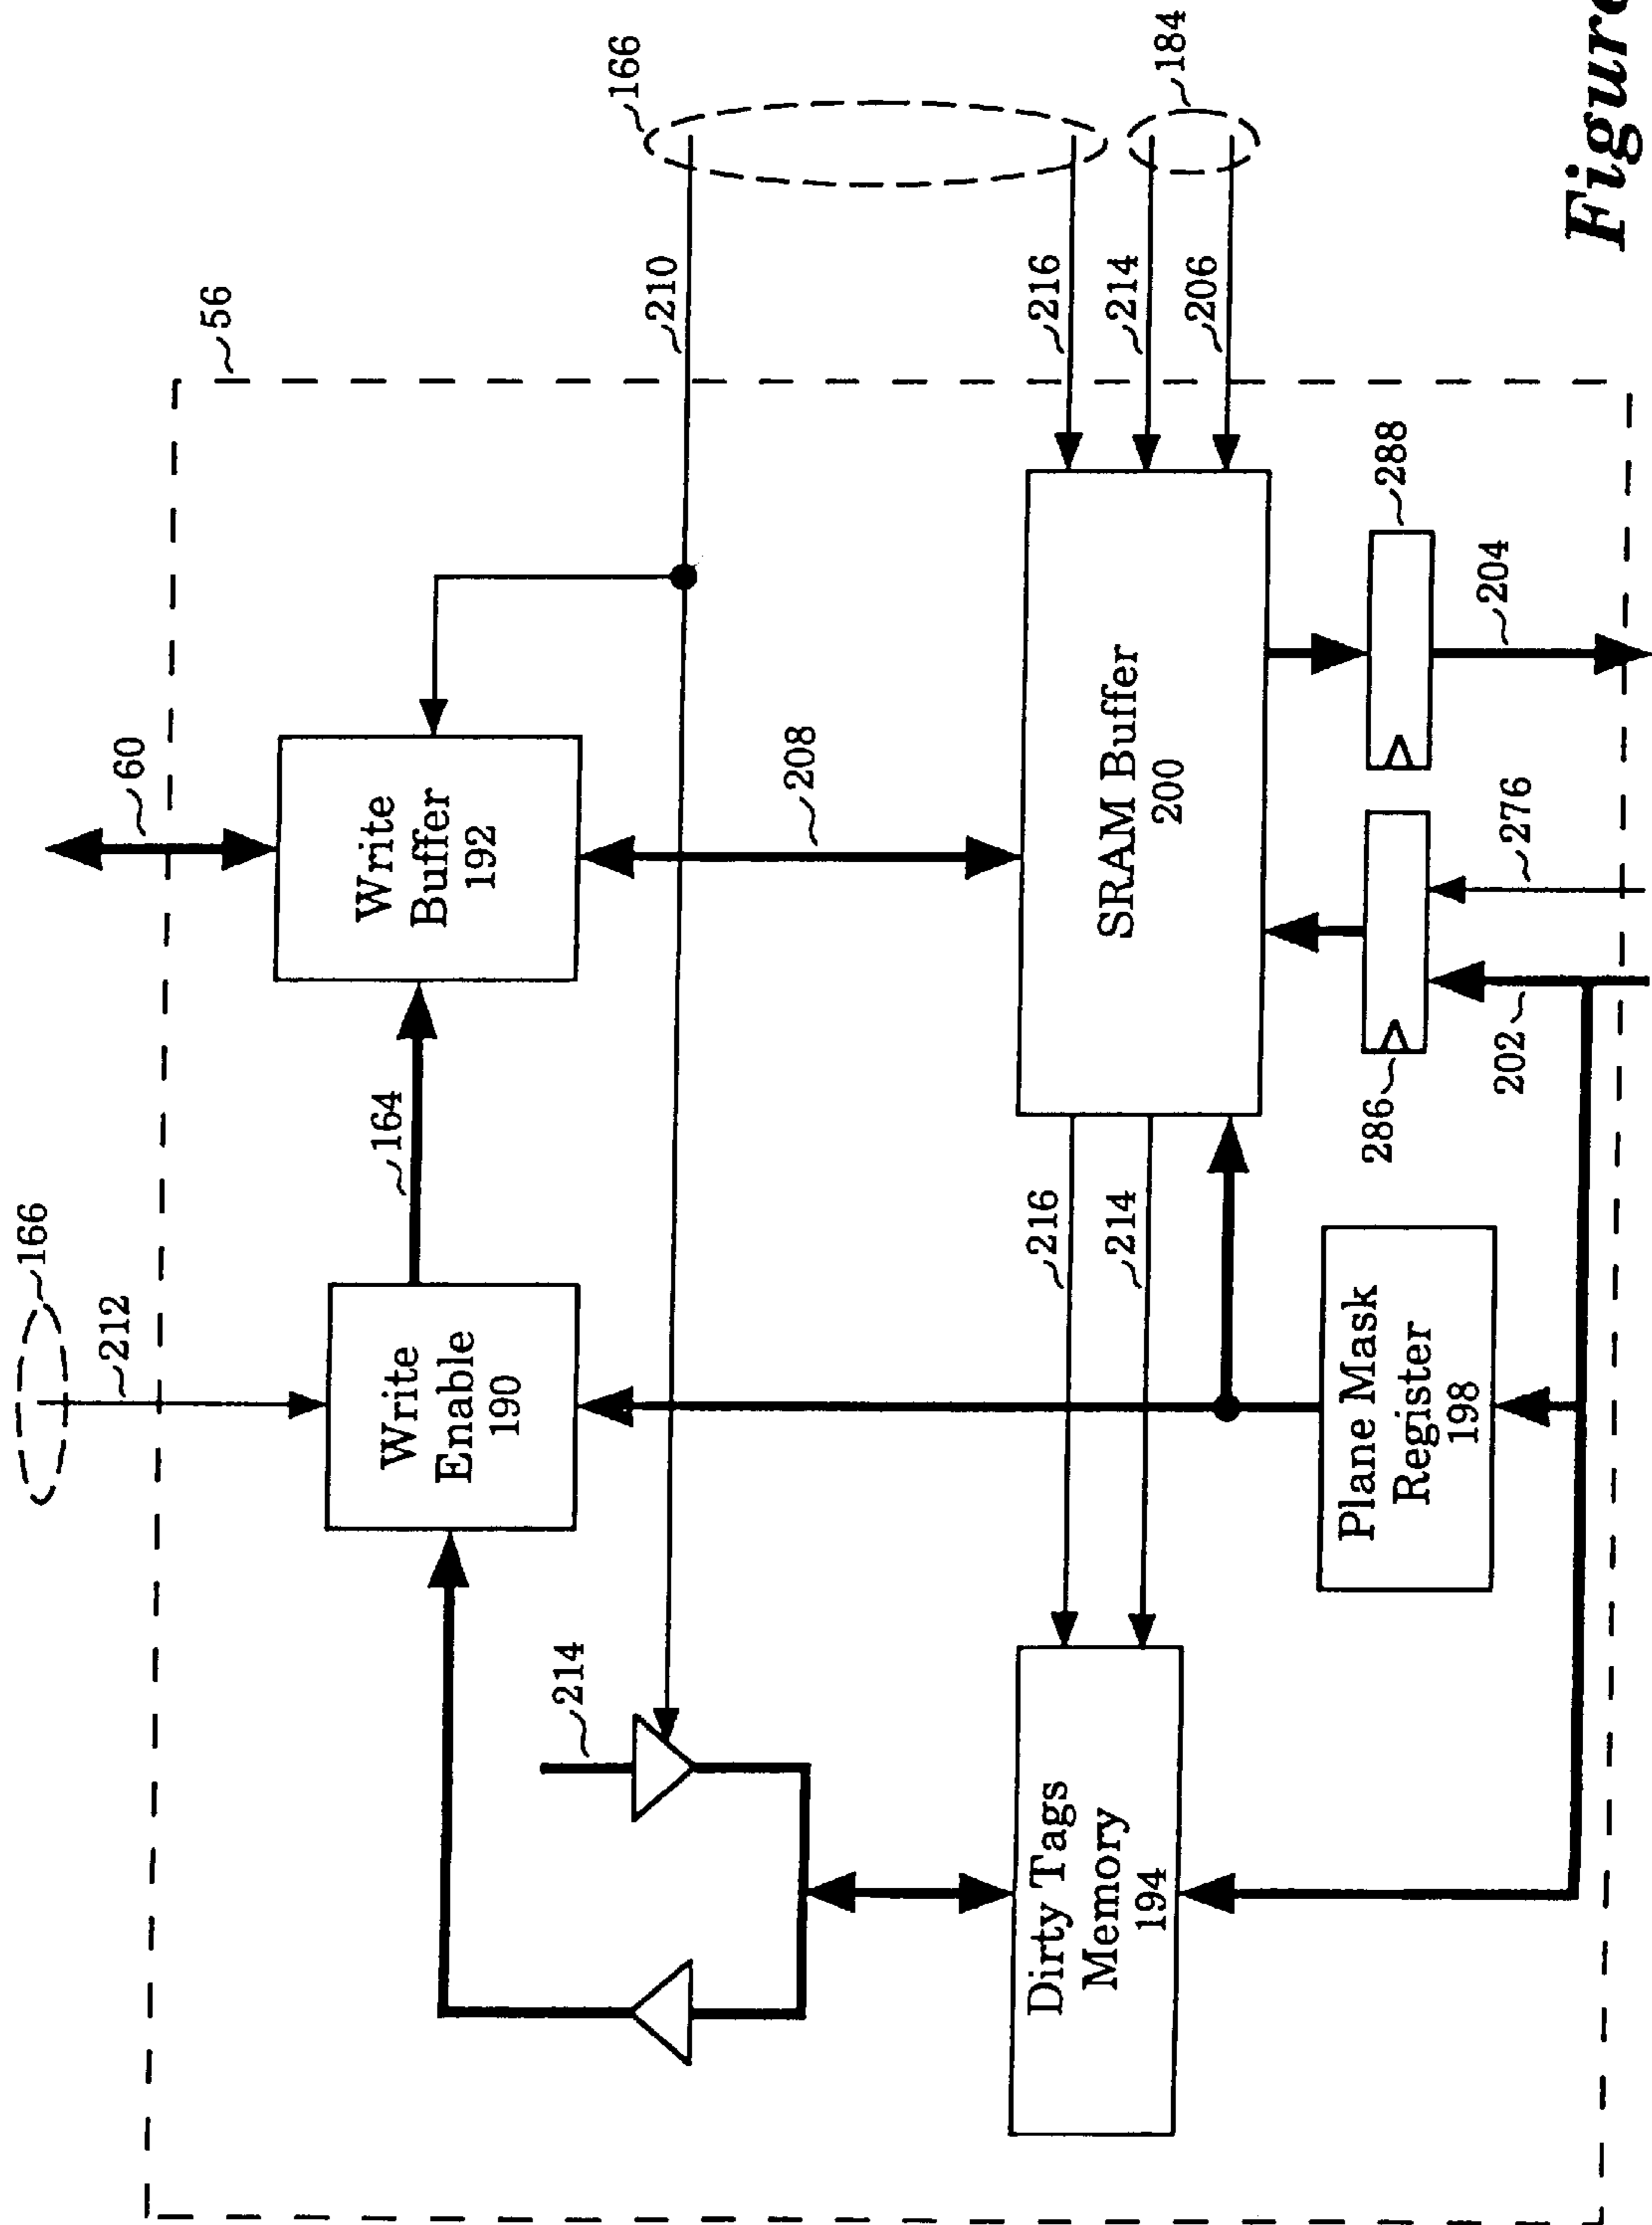 166
212
60
56
Write
Enable
190
164
Write
Buffer
192
214
166
210
208
Dirty Tags
Memory
194
216
214
SRAM Buffer
200
216
214
206
184
Plane Mask
Register
198
286
288
202
276
204
Figure